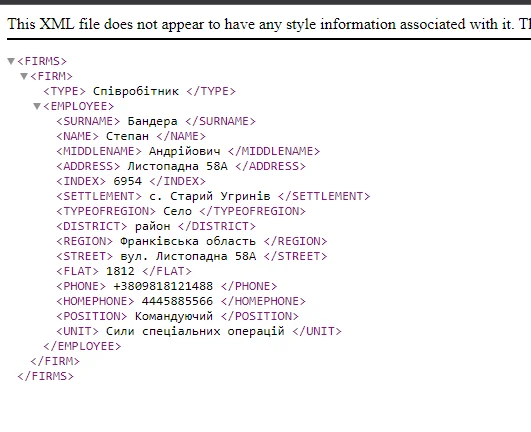 This XML file does not appear to have any style information associated with it.
▼<FIRMS>
▼<FIRM>
<TYPE> Співробітник </TYPE>
▼<EMPLOYEE>
<SURNAME> Бандера </SURNAME>
<NAME> Степан </NAME>
<MIDDLENAME> Андрійович </MIDDLENAME>
<ADDRESS> Листопадна 58А </ADDRESS>
<INDEX> 6954 </INDEX>
<SETTLEMENT> с. Старий Угринів </SETTLEMENT>
<TYPEOFREGION> Село </TYPEOFREGION>
<DISTRICT> район </DISTRICT>
<REGION> Франківська область </REGION>
<STREET> вул. Листопадна 58А </STREET>
<FLAT> 1812 </FLAT>
<PHONE> +3809818121488 </PHONE>
<HOMEPHONE> 4445885566 </HOMEPHONE>
<POSITION> Командуючий </POSITION>
<UNIT> Сили спеціальних операцій </UNIT>
</EMPLOYEE>
</FIRM>
</FIRMS>